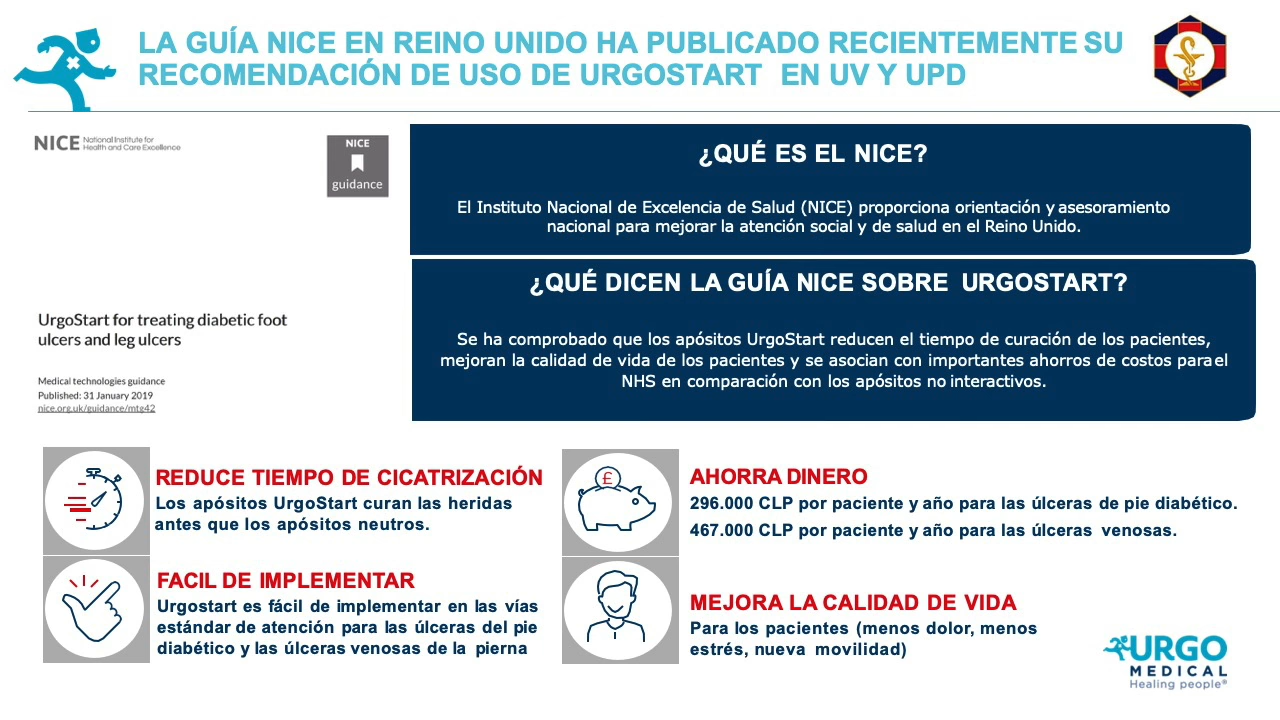 LA GUÍA NICE EN REINO UNIDO HA PUBLICADO RECIENTEMENTE SU
RECOMENDACIÓN DE USO DE URGOSTART EN UV Y UPD
NICE National Institute for
Health and Care Excellence
NICE
guidance
UrgoStart for treating diabetic foot
ulcers and leg ulcers
Medical technologies guidance
Published: 31 January 2019
nice.org.uk/guidance/mtg42
¿QUÉ ES EL NICE?
El Instituto Nacional de Excelencia de Salud (NICE) proporciona orientación y asesoramiento
nacional para mejorar la atención social y de salud en el Reino Unido.
¿QUÉ DICEN LA GUÍA NICE SOBRE URGOSTART?
Se ha comprobado que los apósitos UrgoStart reducen el tiempo de curación de los pacientes,
mejoran la calidad de vida de los pacientes y se asocian con importantes ahorros de costos para el
NHS en comparación con los apósitos no interactivos.
REDUCE TIEMPO DE CICATRIZACIÓN
Los apósitos UrgoStart curan las heridas
antes que los apósitos neutros.
FACIL DE IMPLEMENTAR
Urgostart es fácil de implementar en las vías
estándar de atención para las úlceras del pie
diabético y las úlceras venosas de la pierna
£
AHORRA DINERO
296.000 CLP por paciente y año para las úlceras de pie diabético.
467.000 CLP por paciente y año para las úlceras venosas.
MEJORA LA CALIDAD DE VIDA
Para los pacientes (menos dolor, menos
estrés, nueva movilidad)
URGO
MEDICAL
Healing people®